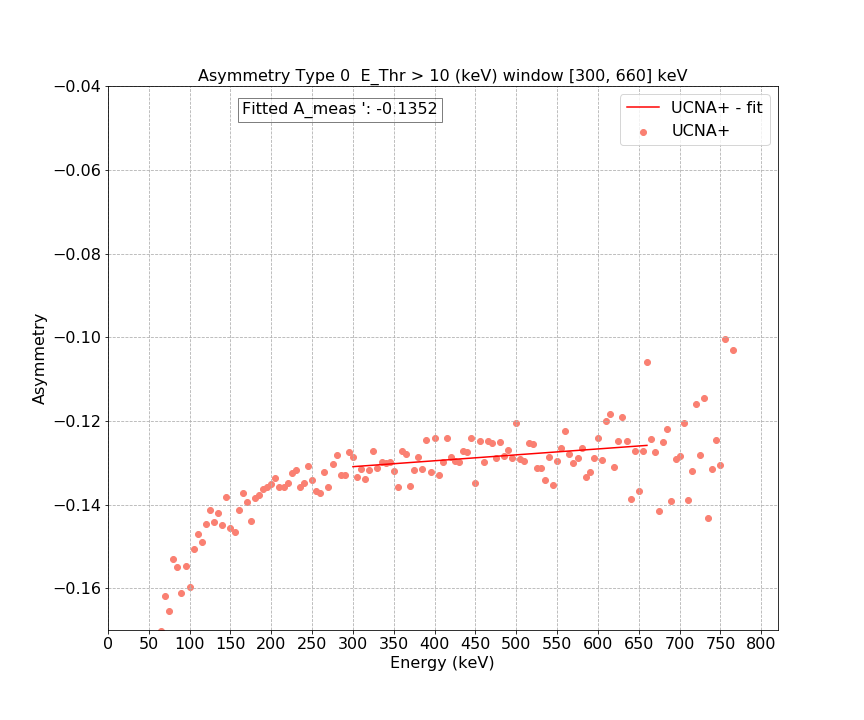 Asymmetry Type 0  E_Thr > 10 (keV) window [300, 660] keV
Fitted A_meas ': -0.1352
UCNA+ - fit
UCNA+
−0.04
−0.06
−0.08
−0.10
−0.12
−0.14
−0.16
Asymmetry
0 50 100 150 200 250 300 350 400 450 500 550 600 650 700 750 800
Energy (keV)